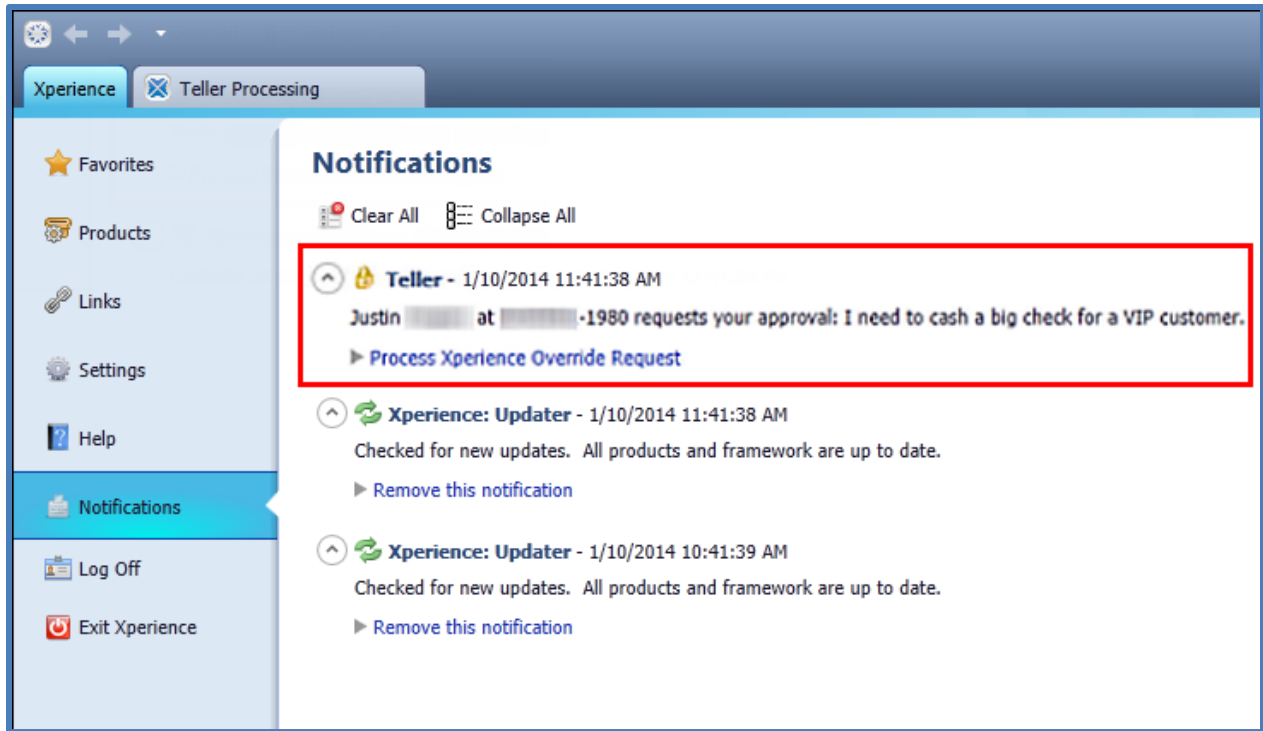 Xperience
Teller Processing
Favorites
Products
Links
Settings
Help
Notifications
Log Off
Exit Xperience
Notifications
Clear All Collapse All
Teller - 1/10/2014 11:41:38 AM
Justin at -1980 requests your approval: I need to cash a big check for a VIP customer.
Process Xperience Override Request
Xperience: Updater - 1/10/2014 11:41:38 AM
Checked for new updates.  All products and framework are up to date.
Remove this notification
Xperience: Updater - 1/10/2014 10:41:39 AM
Checked for new updates.  All products and framework are up to date.
Remove this notification